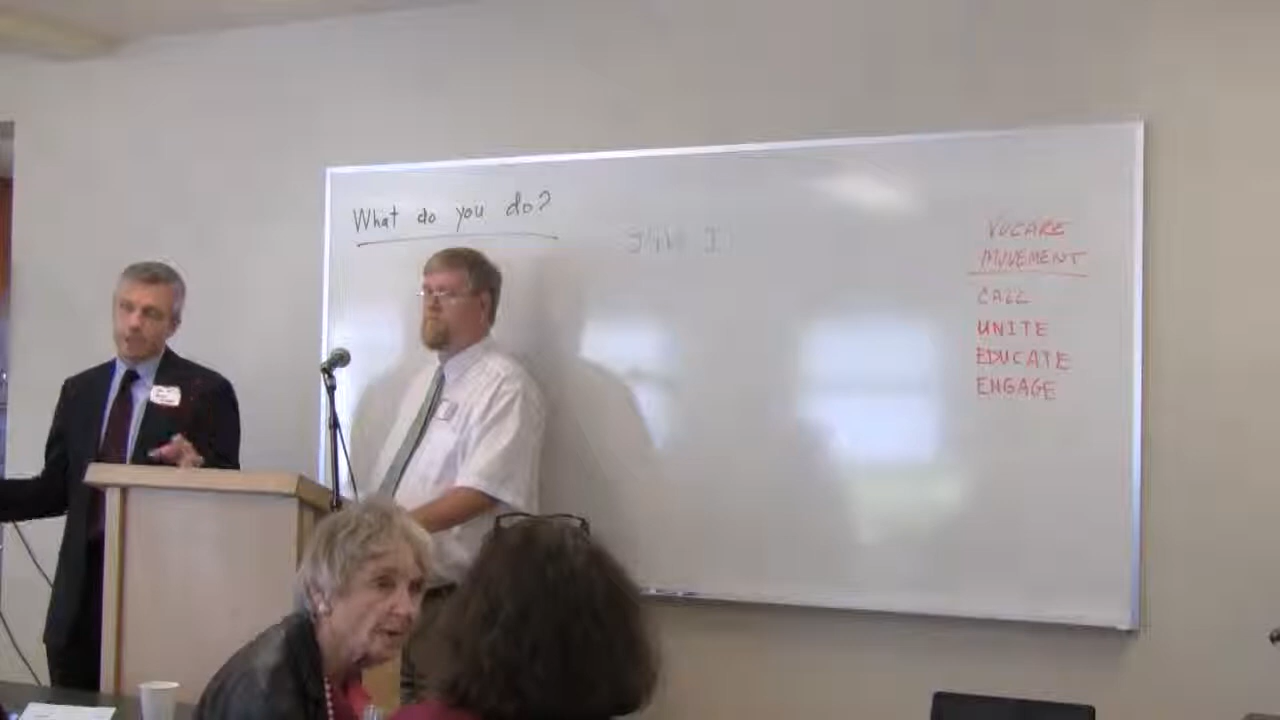 What do you do?
VOCARE
MOVEMENT
CALL
UNITE
EDUCATE
ENGAGE